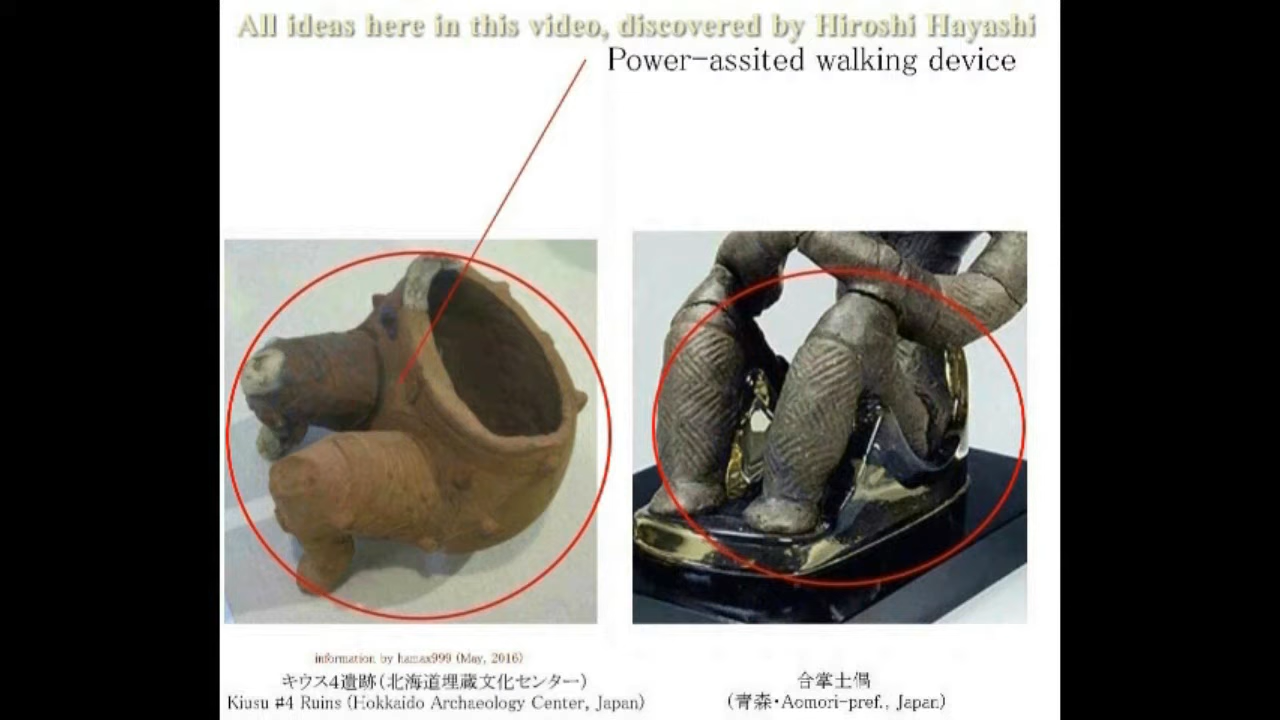 All ideas here in this video, discovered by Hiroshi Hayashi
Power-assited walking device
information by hamax999 (May, 2016)
キウス4遺跡(北海道埋蔵文化センター)
Kiusu #4 Ruins (Hokkaido Archaeology Center, Japan)
合掌土偶
(青森・Aomori-pref., Japan)